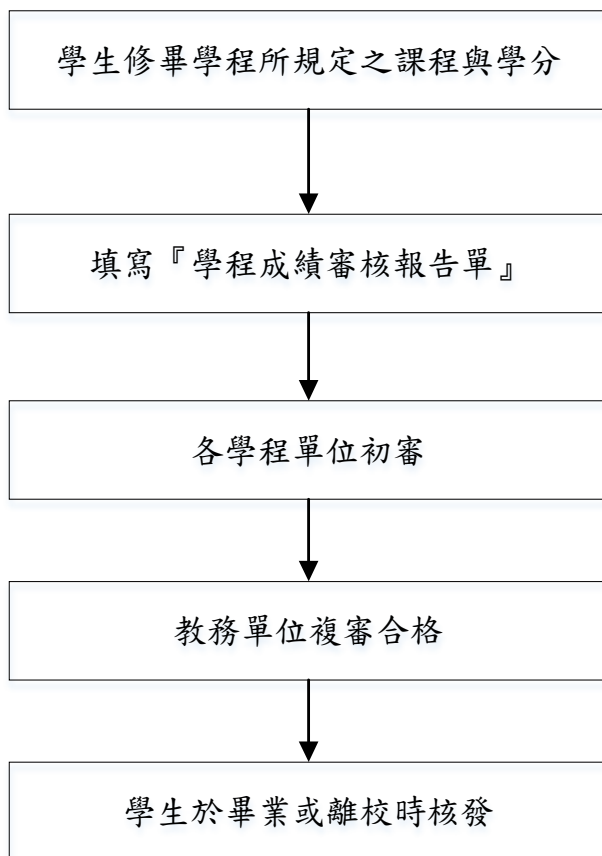 學生修畢學程所規定之課程與學分
填寫『學程成績審核報告單』
各學程單位初審
教務單位複審合格
學生於畢業或離校時核發